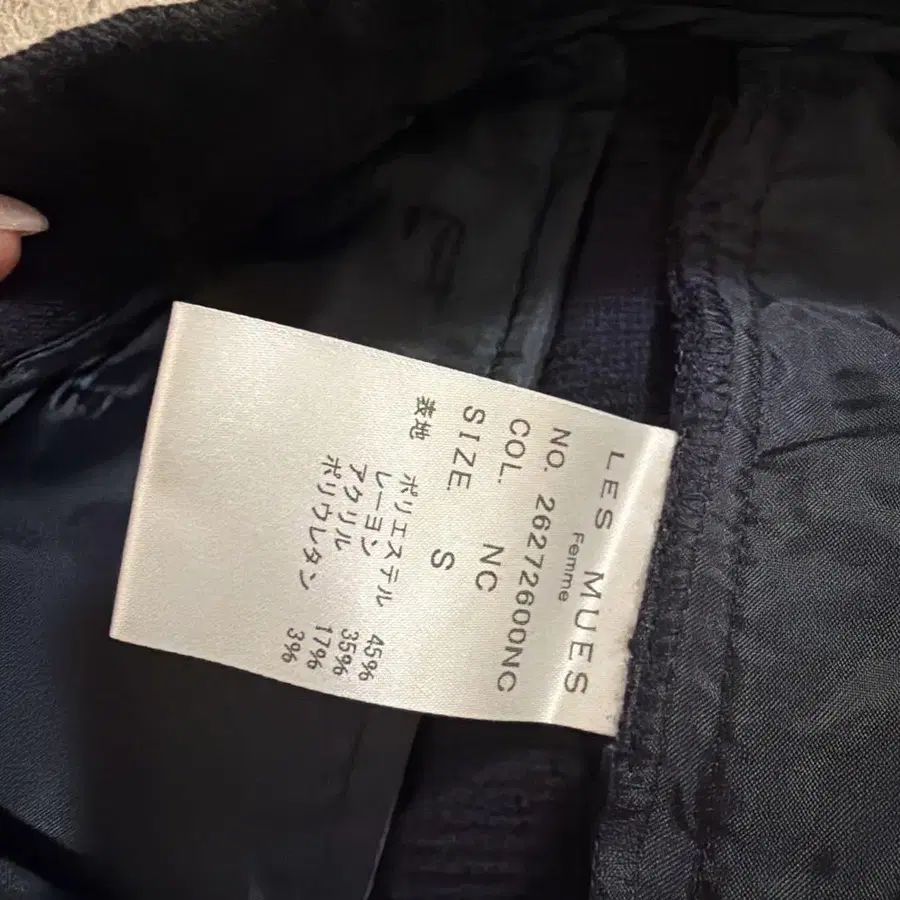 LES MUES
Femme
NO. 26272600NC
COL. NC
SIZE S
表地 ポリエステル 45%
レーヨン 35%
アクリル 17%
ポリウレタン 3%